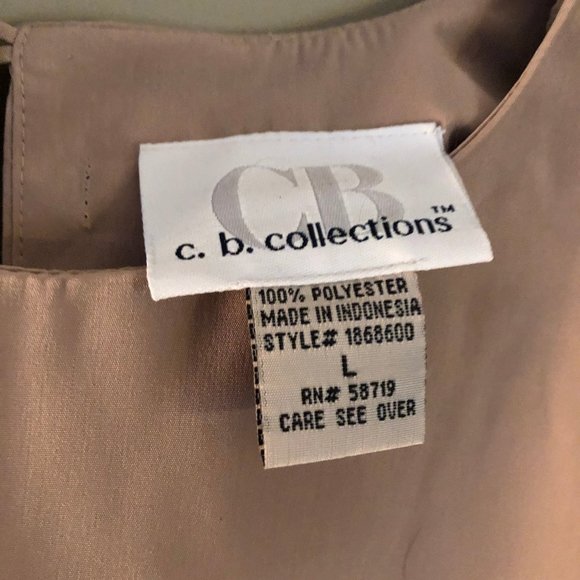 CB
c. b. collections™
100% POLYESTER
MADE IN INDONESIA
STYLE# 1868600
L
RN# 58719
CARE SEE OVER